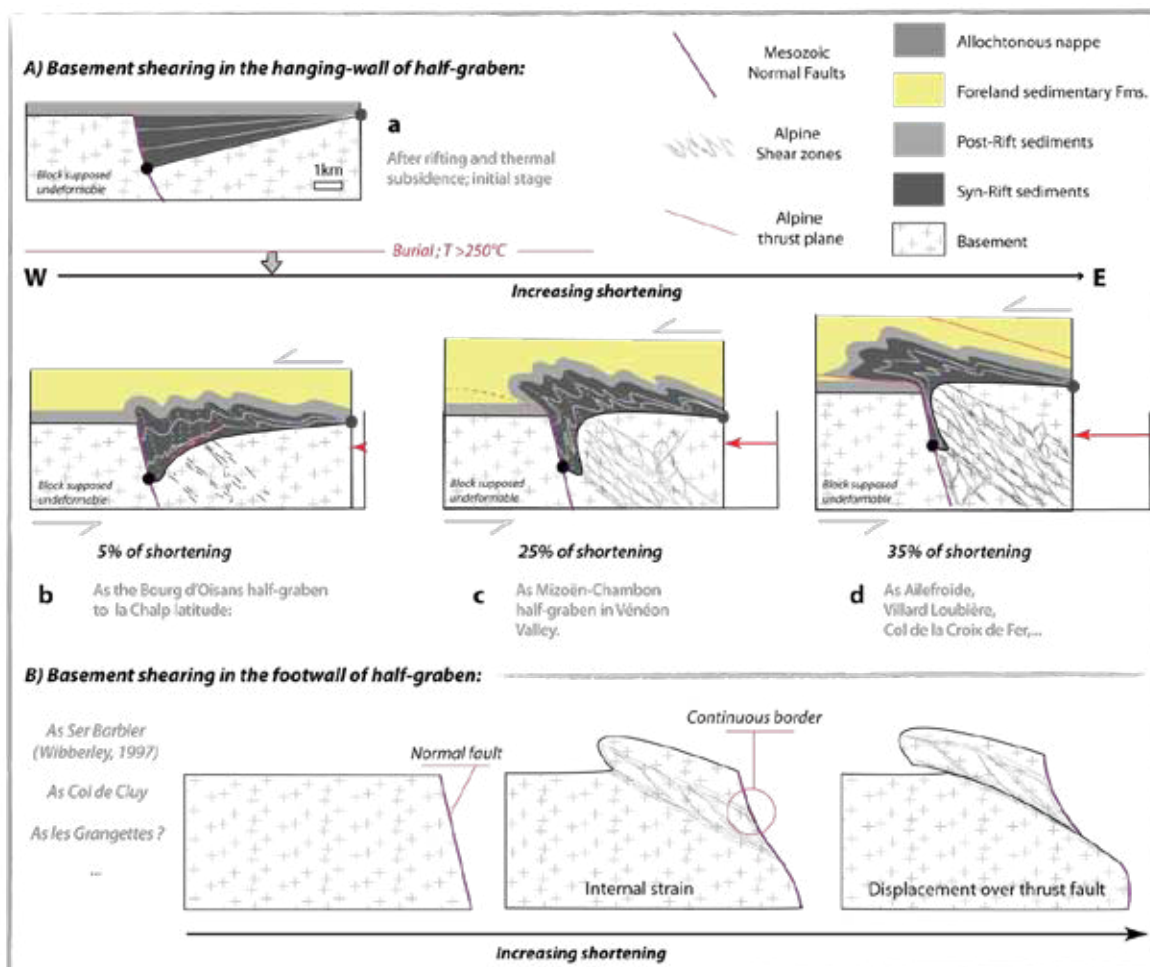 A) Basement shearing in the hanging-wall of half-graben:
a
After rifting and thermal
subsidence; initial stage
Block supposed
undeformable
1km
Mesozoic
Normal Faults
Alpine
Shear zones
Alpine
thrust plane
Allochtonous nappe
Foreland sedimentary Fms.
Post-Rift sediments
Syn-Rift sediments
Basement
Burial ; T >250°C
W
E
Increasing shortening
Block supposed
undeformable
Block supposed
undeformable
Block supposed
undeformable
5% of shortening
25% of shortening
35% of shortening
b
As the Bourg d'Oisans half-graben
to la Chalp latitude:
c
As Mizoën-Chambon
half-graben in Vénéon
Valley.
d
As Ailefroide,
Villard Loubière,
Col de la Croix de Fer,...
B) Basement shearing in the footwall of half-graben:
As Ser Barbier
(Wibberley, 1997)
As Col de Cluy
As les Grangettes ?
...
Normal fault
Continuous border
Internal strain
Displacement over thrust fault
Increasing shortening